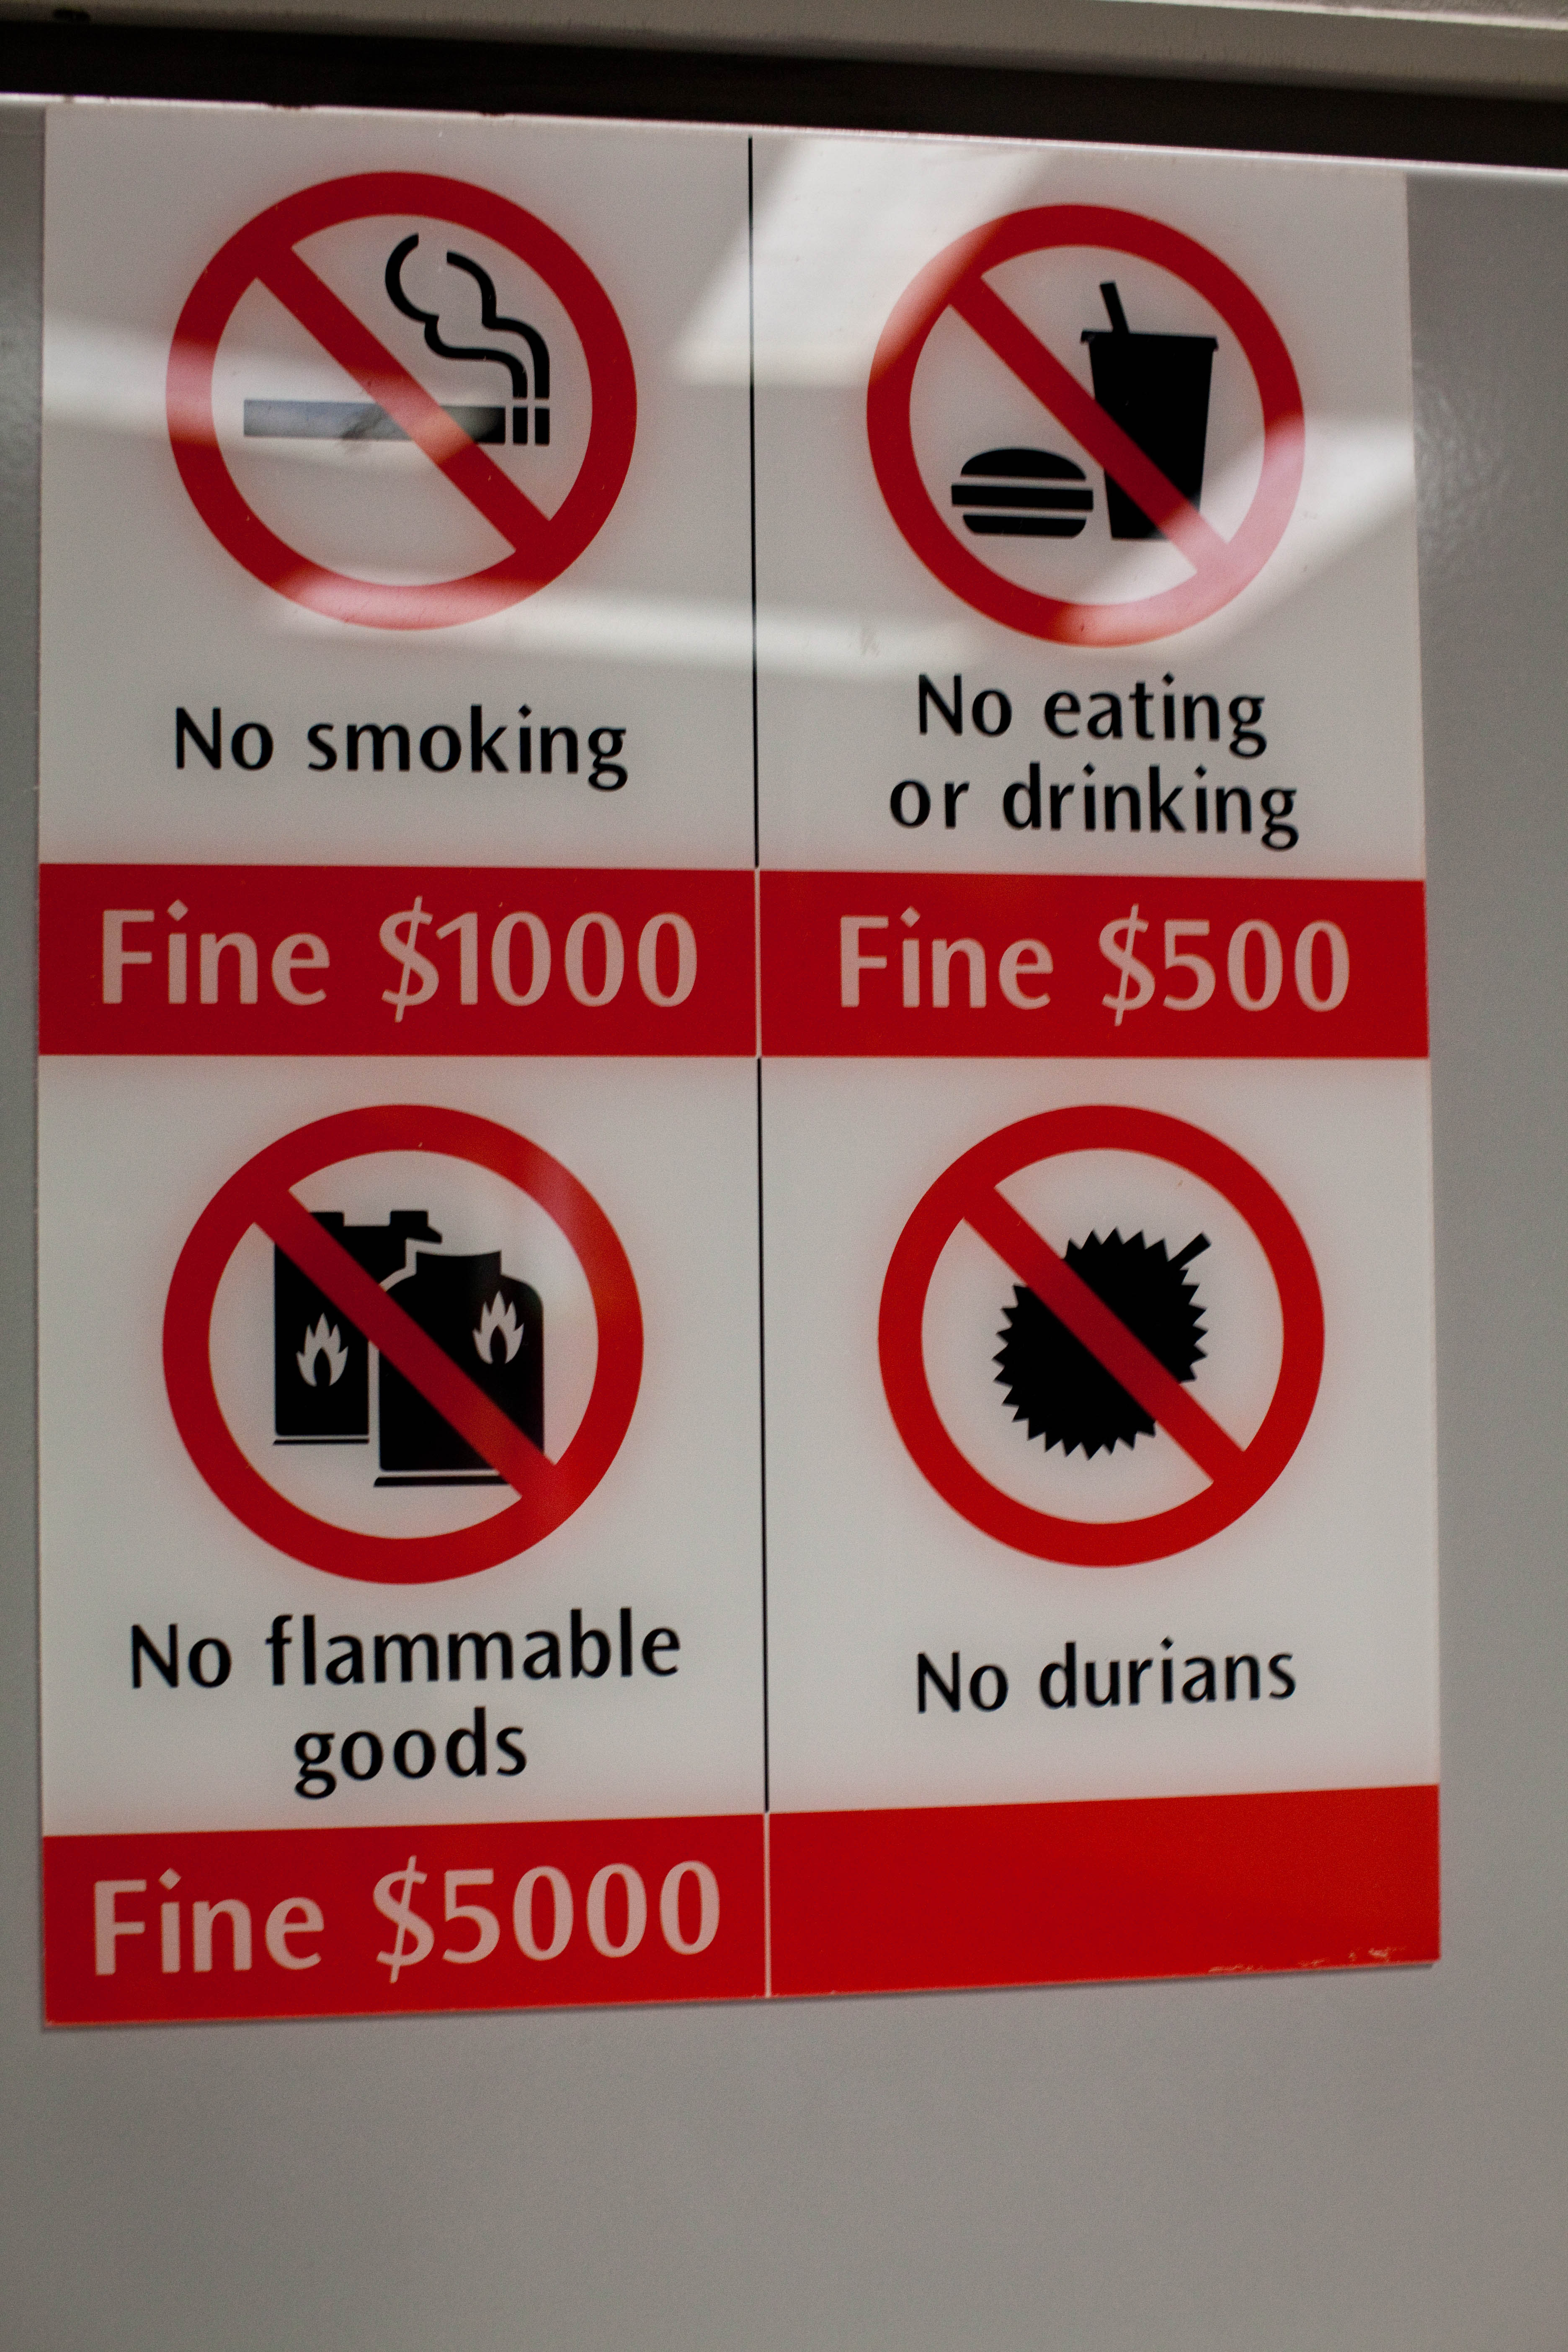 No smoking
Fine $1000
No eating
or drinking
Fine $500
No flammable
goods
Fine $5000
No durians